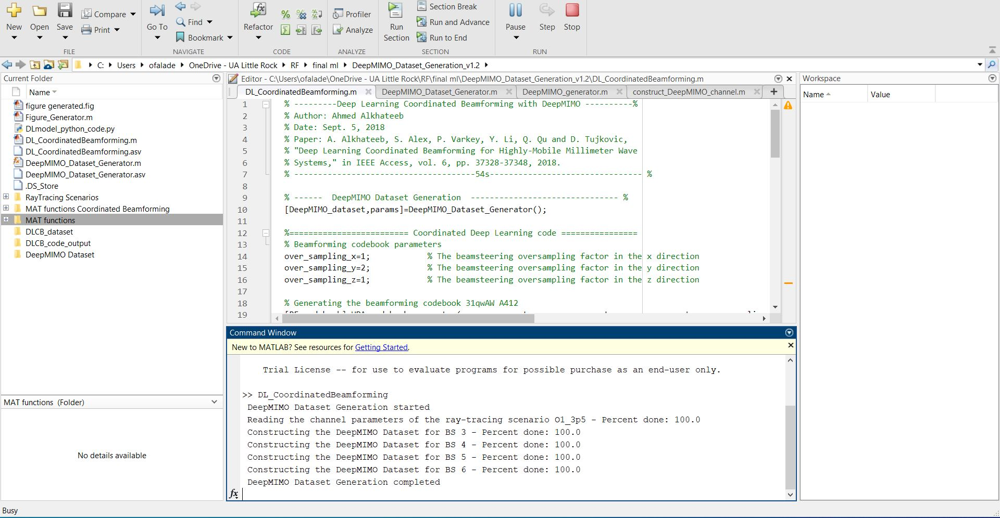 New
Open
Save
Compare
Print
FILE
Go To
Find
Bookmark
NAVIGATE
Refactor
CODE
Profiler
Analyze
ANALYZE
Run
Section
Section Break
Run and Advance
Run to End
SECTION
Pause
Step
Stop
RUN
C: Users ofalade OneDrive - UA Little Rock RF final ml DeepMIMO_Dataset_Generation_v1.2
Current Folder
Name
figure generated.fig
Figure_Generator.m
DLmodel_python_code.py
DL_CoordinatedBeamforming.m
DL_CoordinatedBeamforming.asv
DeepMIMO_Dataset_Generator.m
DeepMIMO_Dataset_Generator.asv
.DS_Store
RayTracing Scenarios
MAT functions Coordinated Beamforming
MAT functions
DLCB_dataset
DLCB_code_output
DeepMIMO Dataset
MAT functions (Folder)
No details available
Editor - C:\Users\ofalade\OneDrive - UA Little Rock\RF\final ml\DeepMIMO_Dataset_Generation_v1.2\DL_CoordinatedBeamforming.m
DL_CoordinatedBeamforming.m DeepMIMO_Dataset_Generator.m DeepMIMO_generator.m construct_DeepMIMO_channel.m
1 % ---------Deep Learning Coordinated Beamforming with DeepMIMO ----------%
2 % Author: Ahmed Alkhateeb
3 % Date: Sept. 5, 2018
4 % Paper: A. Alkhateeb, S. Alex, P. Varkey, Y. Li, Q. Qu and D. Tujkovic,
5 % "Deep Learning Coordinated Beamforming for Highly-Mobile Millimeter Wave
6 % Systems," in IEEE Access, vol. 6, pp. 37328-37348, 2018.
7 % --------------------------------------54s-------------------------------- %
8
9 % ------ DeepMIMO Dataset Generation ------------------------------- %
10 [DeepMIMO_dataset,params]=DeepMIMO_Dataset_Generator();
11
12 %========================= Coordinated Deep Learning code ================
13 % Beamforming codebook parameters
14 over_sampling_x=1; % The beamsteering oversampling factor in the x direction
15 over_sampling_y=2; % The beamsteering oversampling factor in the y direction
16 over_sampling_z=1; % The beamsteering oversampling factor in the z direction
17
18 % Generating the beamforming codebook 31qwAW A412
19
Command Window
New to MATLAB? See resources for Getting Started.
Trial License -- for use to evaluate programs for possible purchase as an end-user only.
>> DL_CoordinatedBeamforming
DeepMIMO Dataset Generation started
Reading the channel parameters of the ray-tracing scenario O1_3p5 - Percent done: 100.0
Constructing the DeepMIMO Dataset for BS 3 - Percent done: 100.0
Constructing the DeepMIMO Dataset for BS 4 - Percent done: 100.0
Constructing the DeepMIMO Dataset for BS 5 - Percent done: 100.0
Constructing the DeepMIMO Dataset for BS 6 - Percent done: 100.0
DeepMIMO Dataset Generation completed
fx
Workspace
Name Value
Busy